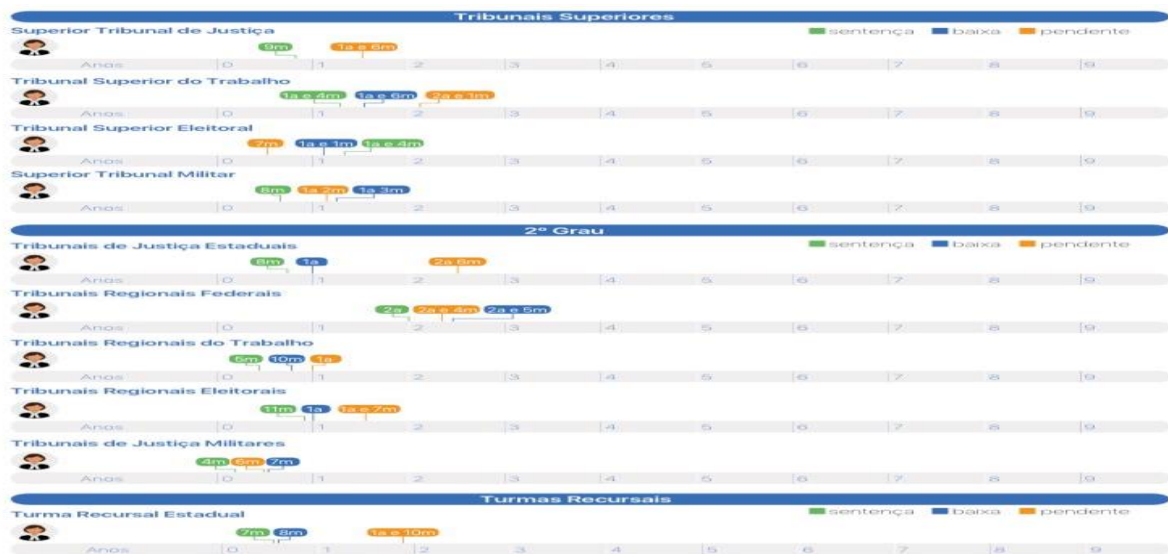 Tribunais Superiores
Superior Tribunal de Justiça
sentença baixa pendente
9m 1a e 6m
Anos 0 1 2 3 4 5 6 7 8 9
Tribunal Superior do Trabalho
1a e 4m 1a e 6m 2a e 1m
Anos 0 1 2 3 4 5 6 7 8 9
Tribunal Superior Eleitoral
7m 1a e 1m 1a e 4m
Anos 0 1 2 3 4 5 6 7 8 9
Superior Tribunal Militar
8m 1a 2m 1a 3m
Anos 0 1 2 3 4 5 6 7 8 9
2º Grau
Tribunais de Justiça Estaduais
sentença baixa pendente
8m 1a 2a 6m
Anos 0 1 2 3 4 5 6 7 8 9
Tribunais Regionais Federais
2a 2a e 4m 2a e 5m
Anos 0 1 2 3 4 5 6 7 8 9
Tribunais Regionais do Trabalho
5m 10m 1a
Anos 0 1 2 3 4 5 6 7 8 9
Tribunais Regionais Eleitorais
11m 1a 1a e 7m
Anos 0 1 2 3 4 5 6 7 8 9
Tribunais de Justiça Militares
4m 6m 7m
Anos 0 1 2 3 4 5 6 7 8 9
Turmas Recursais
Turma Recursal Estadual
sentença baixa pendente
7m 8m 1a e 10m
Anos 0 1 2 3 4 5 6 7 8 9